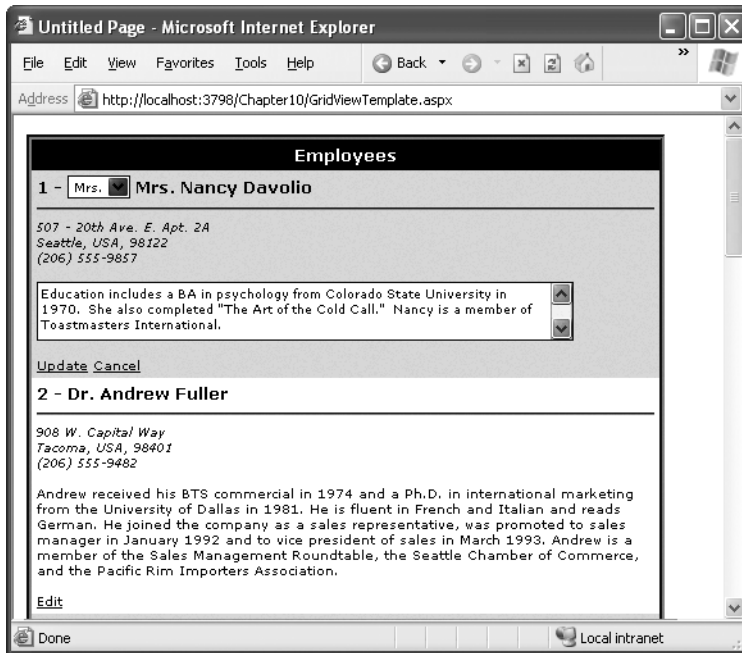 Untitled Page - Microsoft Internet Explorer
File Edit View Favorites Tools Help Back »
Address http://localhost:3798/Chapter10/GridViewTemplate.aspx
Employees
1 - Mrs. Mrs. Nancy Davolio
507 - 20th Ave. E. Apt. 2A
Seattle, USA, 98122
(206) 555-9857
Education includes a BA in psychology from Colorado State University in
1970. She also completed "The Art of the Cold Call." Nancy is a member of
Toastmasters International.
Update Cancel
2 - Dr. Andrew Fuller
908 W. Capital Way
Tacoma, USA, 98401
(206) 555-9482
Andrew received his BTS commercial in 1974 and a Ph.D. in international marketing
from the University of Dallas in 1981. He is fluent in French and Italian and reads
German. He joined the company as a sales representative, was promoted to sales
manager in January 1992 and to vice president of sales in March 1993. Andrew is a
member of the Sales Management Roundtable, the Seattle Chamber of Commerce,
and the Pacific Rim Importers Association.
Edit
Done Local intranet